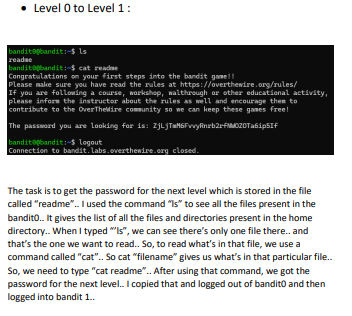 • Level 0 to Level 1 :
bandit0@bandit:~$ ls
readme
bandit0@bandit:~$ cat readme
Congratulations on your first steps into the bandit game!!
Please make sure you have read the rules at https://overthewire.org/rules/
If you are following a course, workshop, walthrough or other educational activity,
please inform the instructor about the rules as well and encourage them to
contribute to the OverTheWire community so we can keep these games free!
The password you are looking for is: ZjLjTmM6FvvyRnrb2rfNWOZOTa6ip5If
bandit0@bandit:~$ logout
Connection to bandit.labs.overthewire.org closed.
The task is to get the password for the next level which is stored in the file
called “readme”.. I used the command “ls” to see all the files present in the
bandit0.. It gives the list of all the files and directories present in the home
directory.. When I typed “‘ls”, we can see there’s only one file there.. and
that’s the one we want to read.. So, to read what’s in that file, we use a
command called “cat”.. So cat “filename” gives us what’s in that particular file..
So, we need to type “cat readme”.. After using that command, we got the
password for the next level.. I copied that and logged out of bandit0 and then
logged into bandit 1..